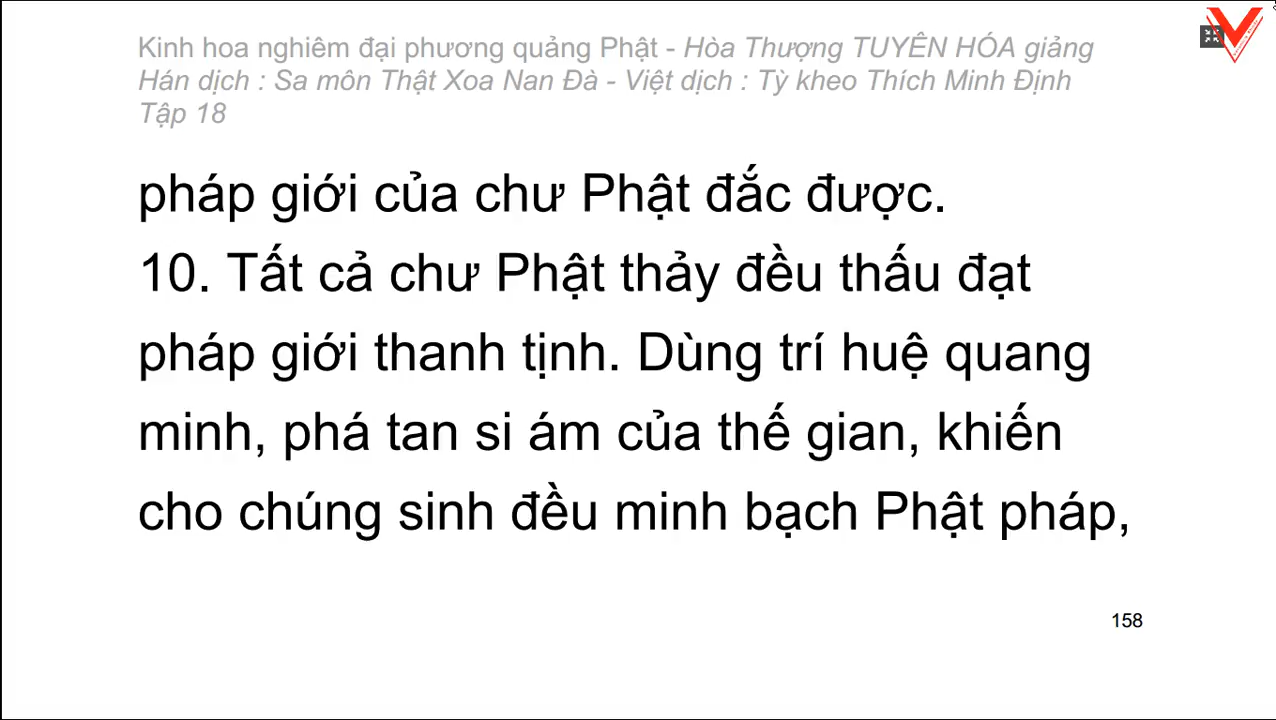 Kinh hoa nghiêm đại phương quảng Phật - Hòa Thượng TUYÊN HÓA giảng
Hán dịch : Sa môn Thật Xoa Nan Đà - Việt dịch : Tỳ kheo Thích Minh Định
Tập 18
pháp giới của chư Phật đắc được.
10. Tất cả chư Phật thảy đều thấu đạt
pháp giới thanh tịnh. Dùng trí huệ quang
minh, phá tan si ám của thế gian, khiến
cho chúng sinh đều minh bạch Phật pháp,
158